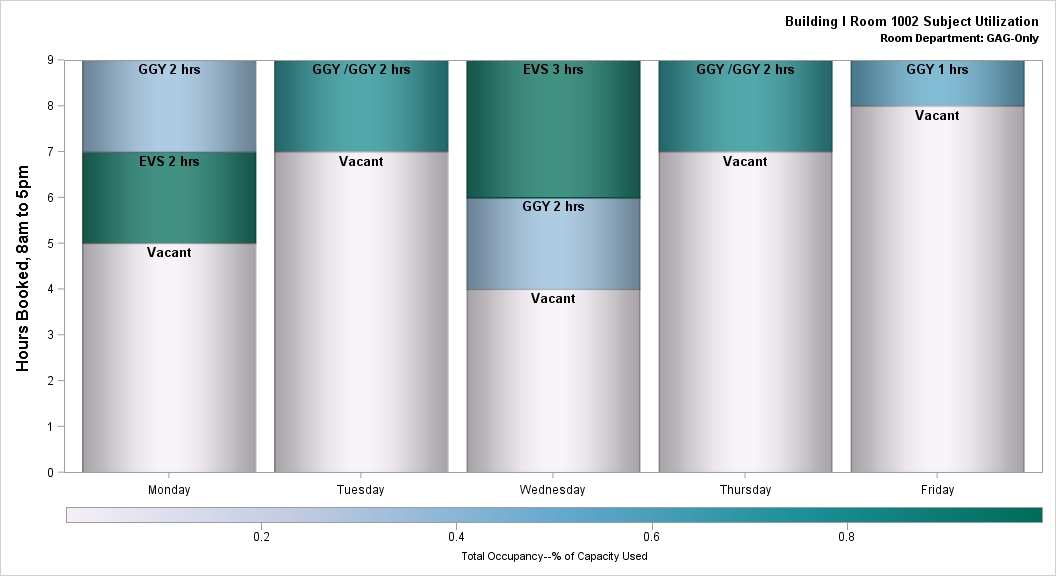 Building I Room 1002 Subject Utilization
Room Department: GAG-Only
Hours Booked, 8am to 5pm
9
8
7
6
5
4
3
2
1
0
GGY 2 hrs
EVS 2 hrs
Vacant
GGY /GGY 2 hrs
Vacant
EVS 3 hrs
GGY 2 hrs
Vacant
GGY /GGY 2 hrs
Vacant
GGY 1 hrs
Vacant
Monday Tuesday Wednesday Thursday Friday
0.2 0.4 0.6 0.8
Total Occupancy--% of Capacity Used